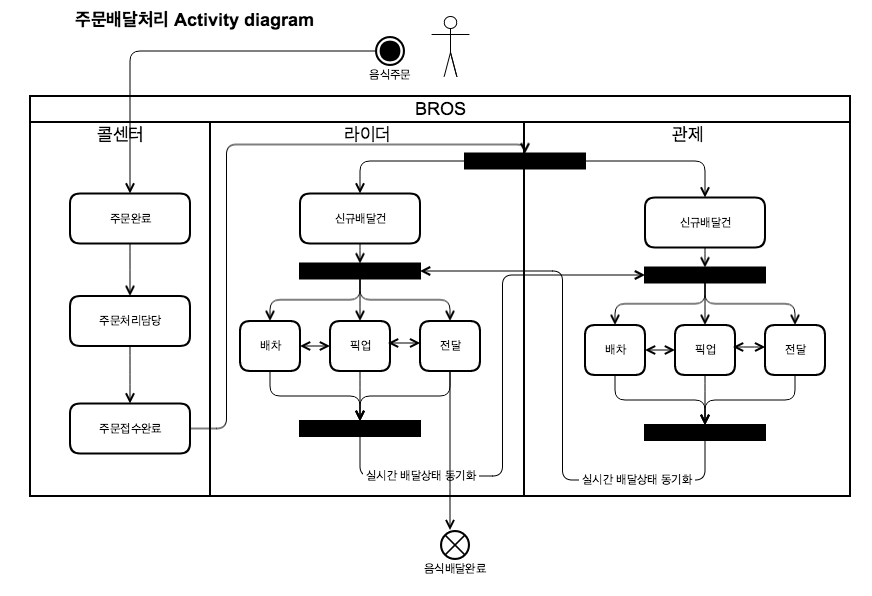 주문배달처리 Activity diagram
음식주문
BROS
콜센터
라이더
관제
주문완료
신규배달건
신규배달건
주문처리담당
배차
픽업
전달
배차
픽업
전달
주문접수완료
실시간 배달상태 동기화
실시간 배달상태 동기화
음식배달완료